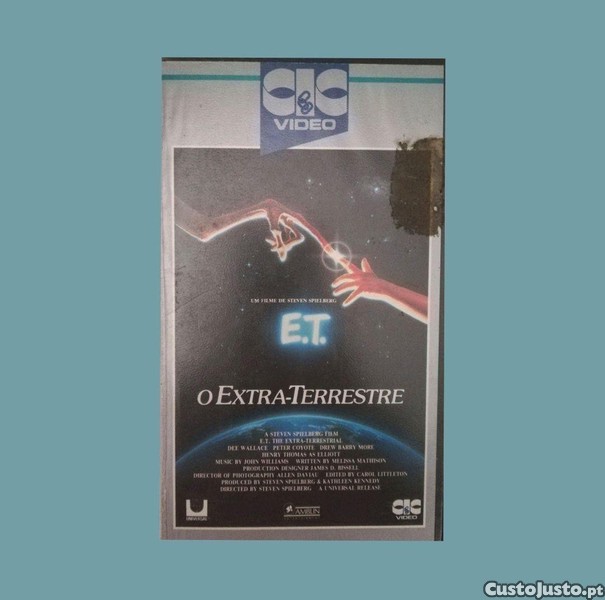 CIC
VIDEO
UM FILME DE STEVEN SPIELBERG
E.T.
O EXTRA-TERRESTRE
A STEVEN SPIELBERG FILM
E.T. THE EXTRA-TERRESTRIAL
DEE WALLACE PETER COYOTE DREW BARRY MORE
HENRY THOMAS AS ELLIOTT
MUSIC BY JOHN WILLIAMS WRITTEN BY MELISSA MATHISON
PRODUCTION DESIGNER JAMES D. BISSELL
DIRECTOR OF PHOTOGRAPHY ALLEN DAVIAU EDITED BY CAROL LITTLETON
PRODUCED BY STEVEN SPIELBERG & KATHLEEN KENNEDY
DIRECTED BY STEVEN SPIELBERG A UNIVERSAL RELEASE
AMBLIN
CIC
VIDEO
CustoJusto.pt